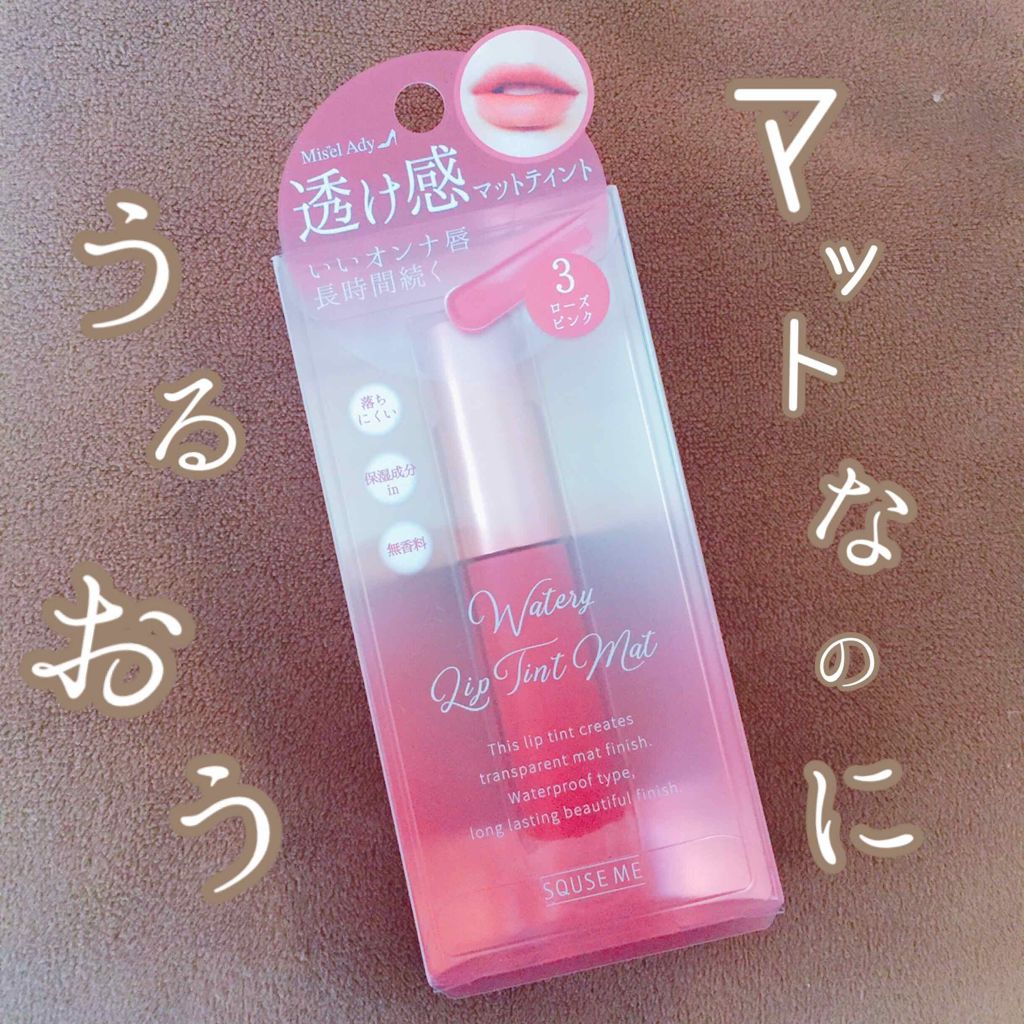 マットなのに
うるおう
Mis'el Ady
透け感マットティント
いいオンナ唇
長時間続く
3
ローズ
ピンク
落ち
にくい
保湿成分
in
無香料
Watery
Lip Tint Mat
This lip tint creates
transparent mat finish.
Waterproof type,
long lasting beautiful finish.
SQUSE ME